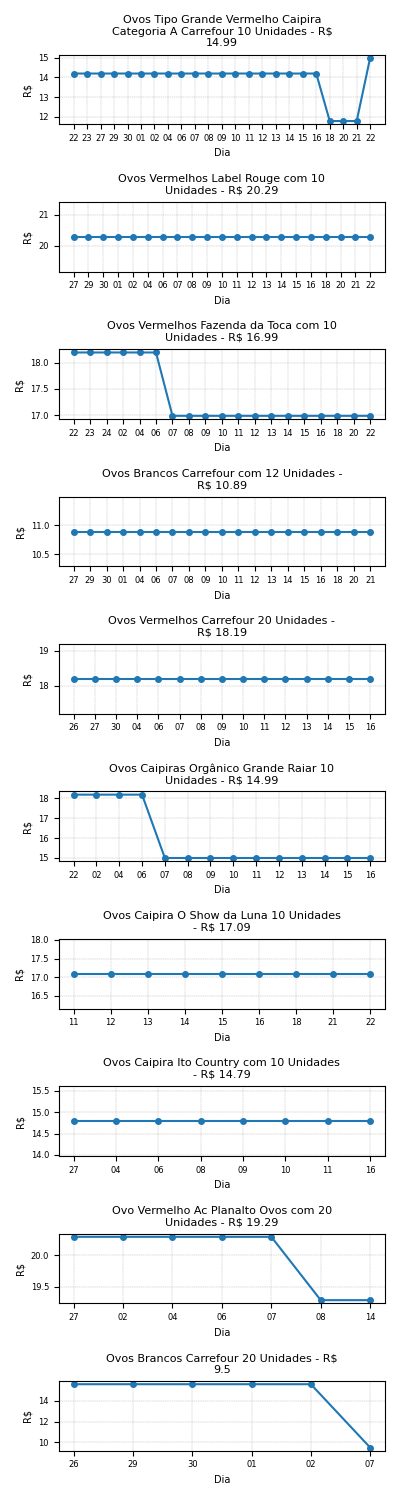 Ovos Tipo Grande Vermelho Caipira
Categoria A Carrefour 10 Unidades - R$
14.99
15
14
13
12
R$
22 23 27 29 30 01 02 04 06 07 08 09 10 11 12 13 14 15 16 18 20 21 22
Dia
Ovos Vermelhos Label Rouge com 10
Unidades - R$ 20.29
21
20
R$
27 29 30 01 02 04 06 07 08 09 10 11 12 13 14 15 16 18 20 21 22
Dia
Ovos Vermelhos Fazenda da Toca com 10
Unidades - R$ 16.99
18.0
17.5
17.0
R$
22 23 24 02 04 06 07 08 09 10 11 12 13 14 15 16 18 21 22
Dia
Ovos Brancos Carrefour com 12 Unidades -
R$ 10.89
11.0
10.5
R$
27 29 30 01 04 06 07 08 09 10 11 12 13 14 15 16 18 20 21
Dia
Ovos Vermelhos Carrefour 20 Unidades -
R$ 18.19
19
18
R$
26 27 30 04 06 07 08 09 10 11 12 13 14 15 16
Dia
Ovos Caipiras Orgânico Grande Raiar 10
Unidades - R$ 14.99
18
17
16
15
R$
22 02 04 06 07 08 09 10 11 12 13 14 15 16
Dia
Ovos Caipira O Show da Luna 10 Unidades
- R$ 17.09
18.0
17.5
17.0
16.5
R$
11 12 13 14 15 16 18 21 22
Dia
Ovos Caipira Ito Country com 10 Unidades
- R$ 14.79
15.5
15.0
14.5
14.0
R$
27 04 06 08 09 10 11 16
Dia
Ovo Vermelho Ac Planalto Ovos com 20
Unidades - R$ 19.29
20.0
19.5
R$
27 02 04 06 07 08 14
Dia
Ovos Brancos Carrefour 20 Unidades - R$
9.5
14
12
10
R$
26 29 30 01 02 07
Dia